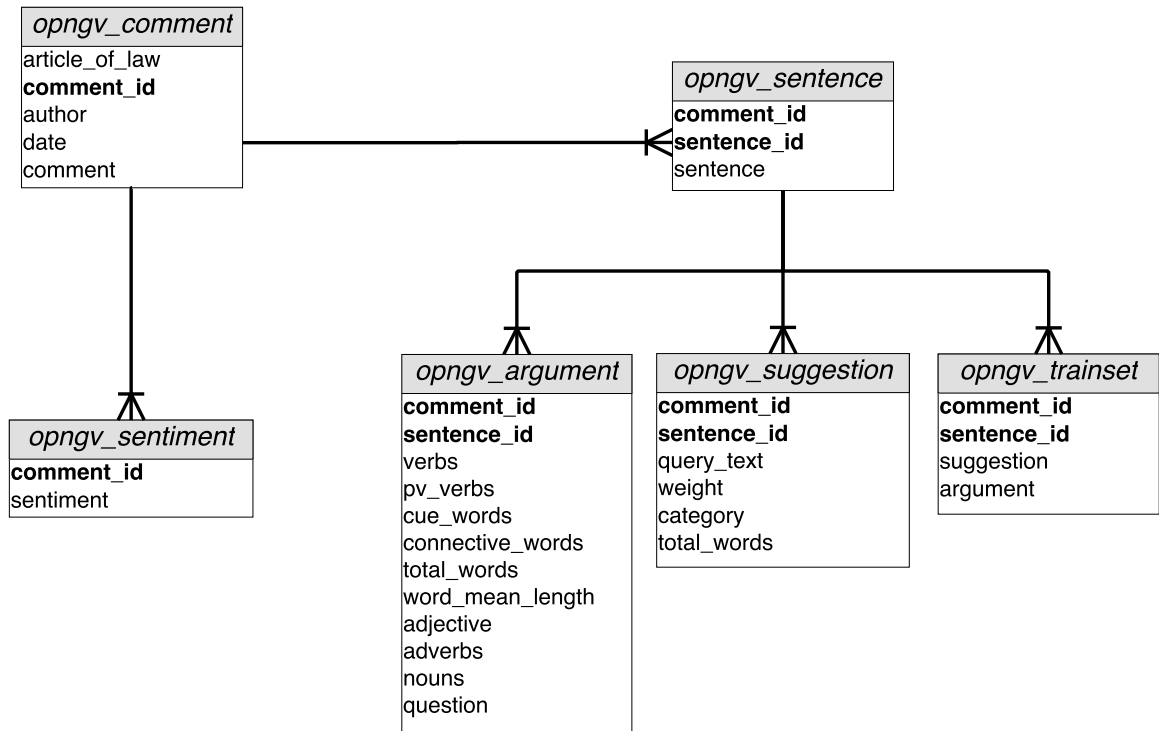 opngv_comment
article_of_law
comment_id
author
date
comment
opngv_sentence
comment_id
sentence_id
sentence
opngv_sentiment
comment_id
sentiment
opngv_argument
comment_id
sentence_id
verbs
pv_verbs
cue_words
connective_words
total_words
word_mean_length
adjective
adverbs
nouns
question
opngv_suggestion
comment_id
sentence_id
query_text
weight
category
total_words
opngv_trainset
comment_id
sentence_id
suggestion
argument